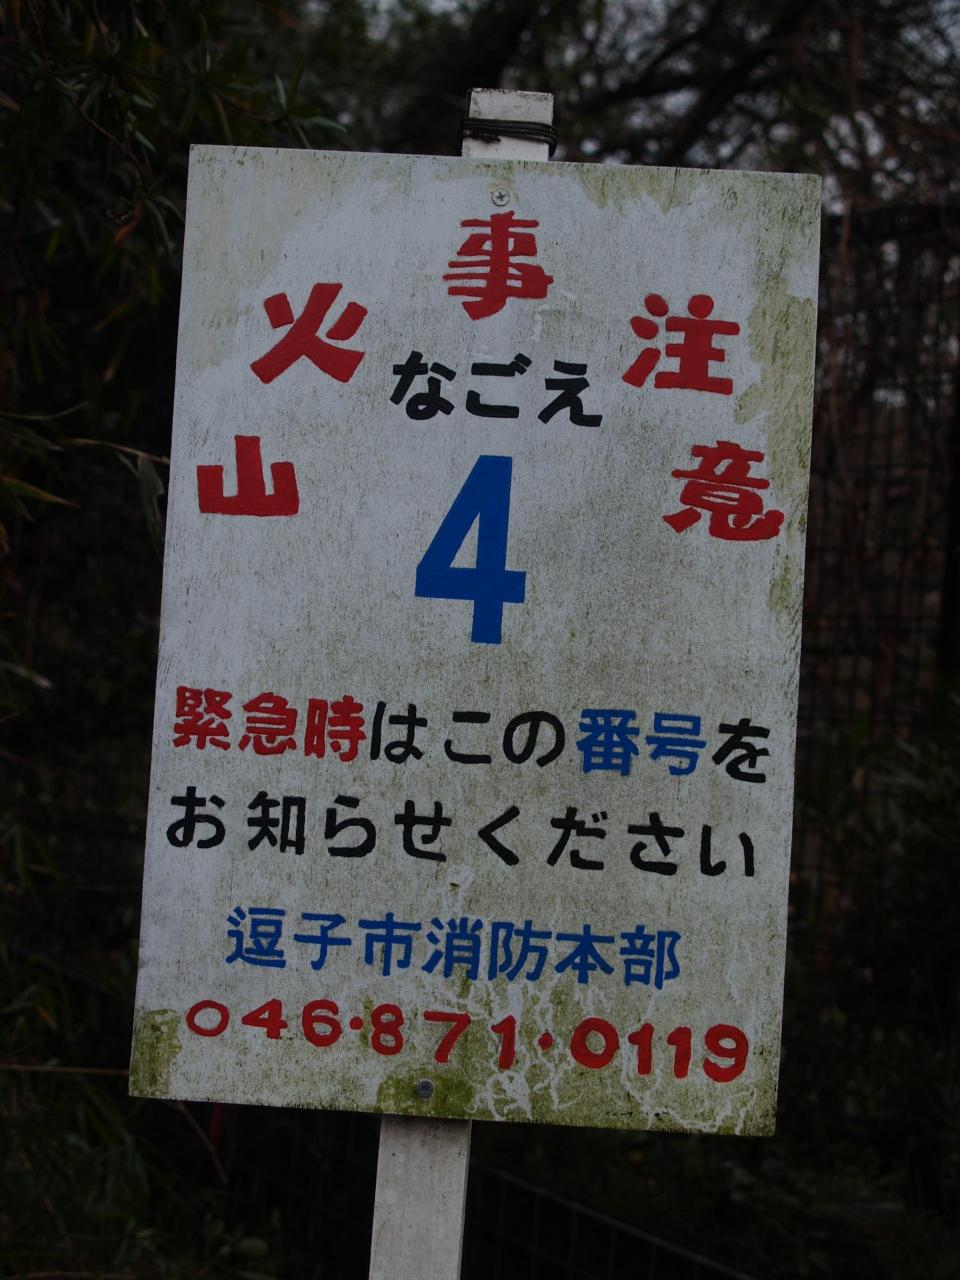 山火事注意
なごえ
4
緊急時はこの番号を
お知らせください
逗子市消防本部
046・871・0119